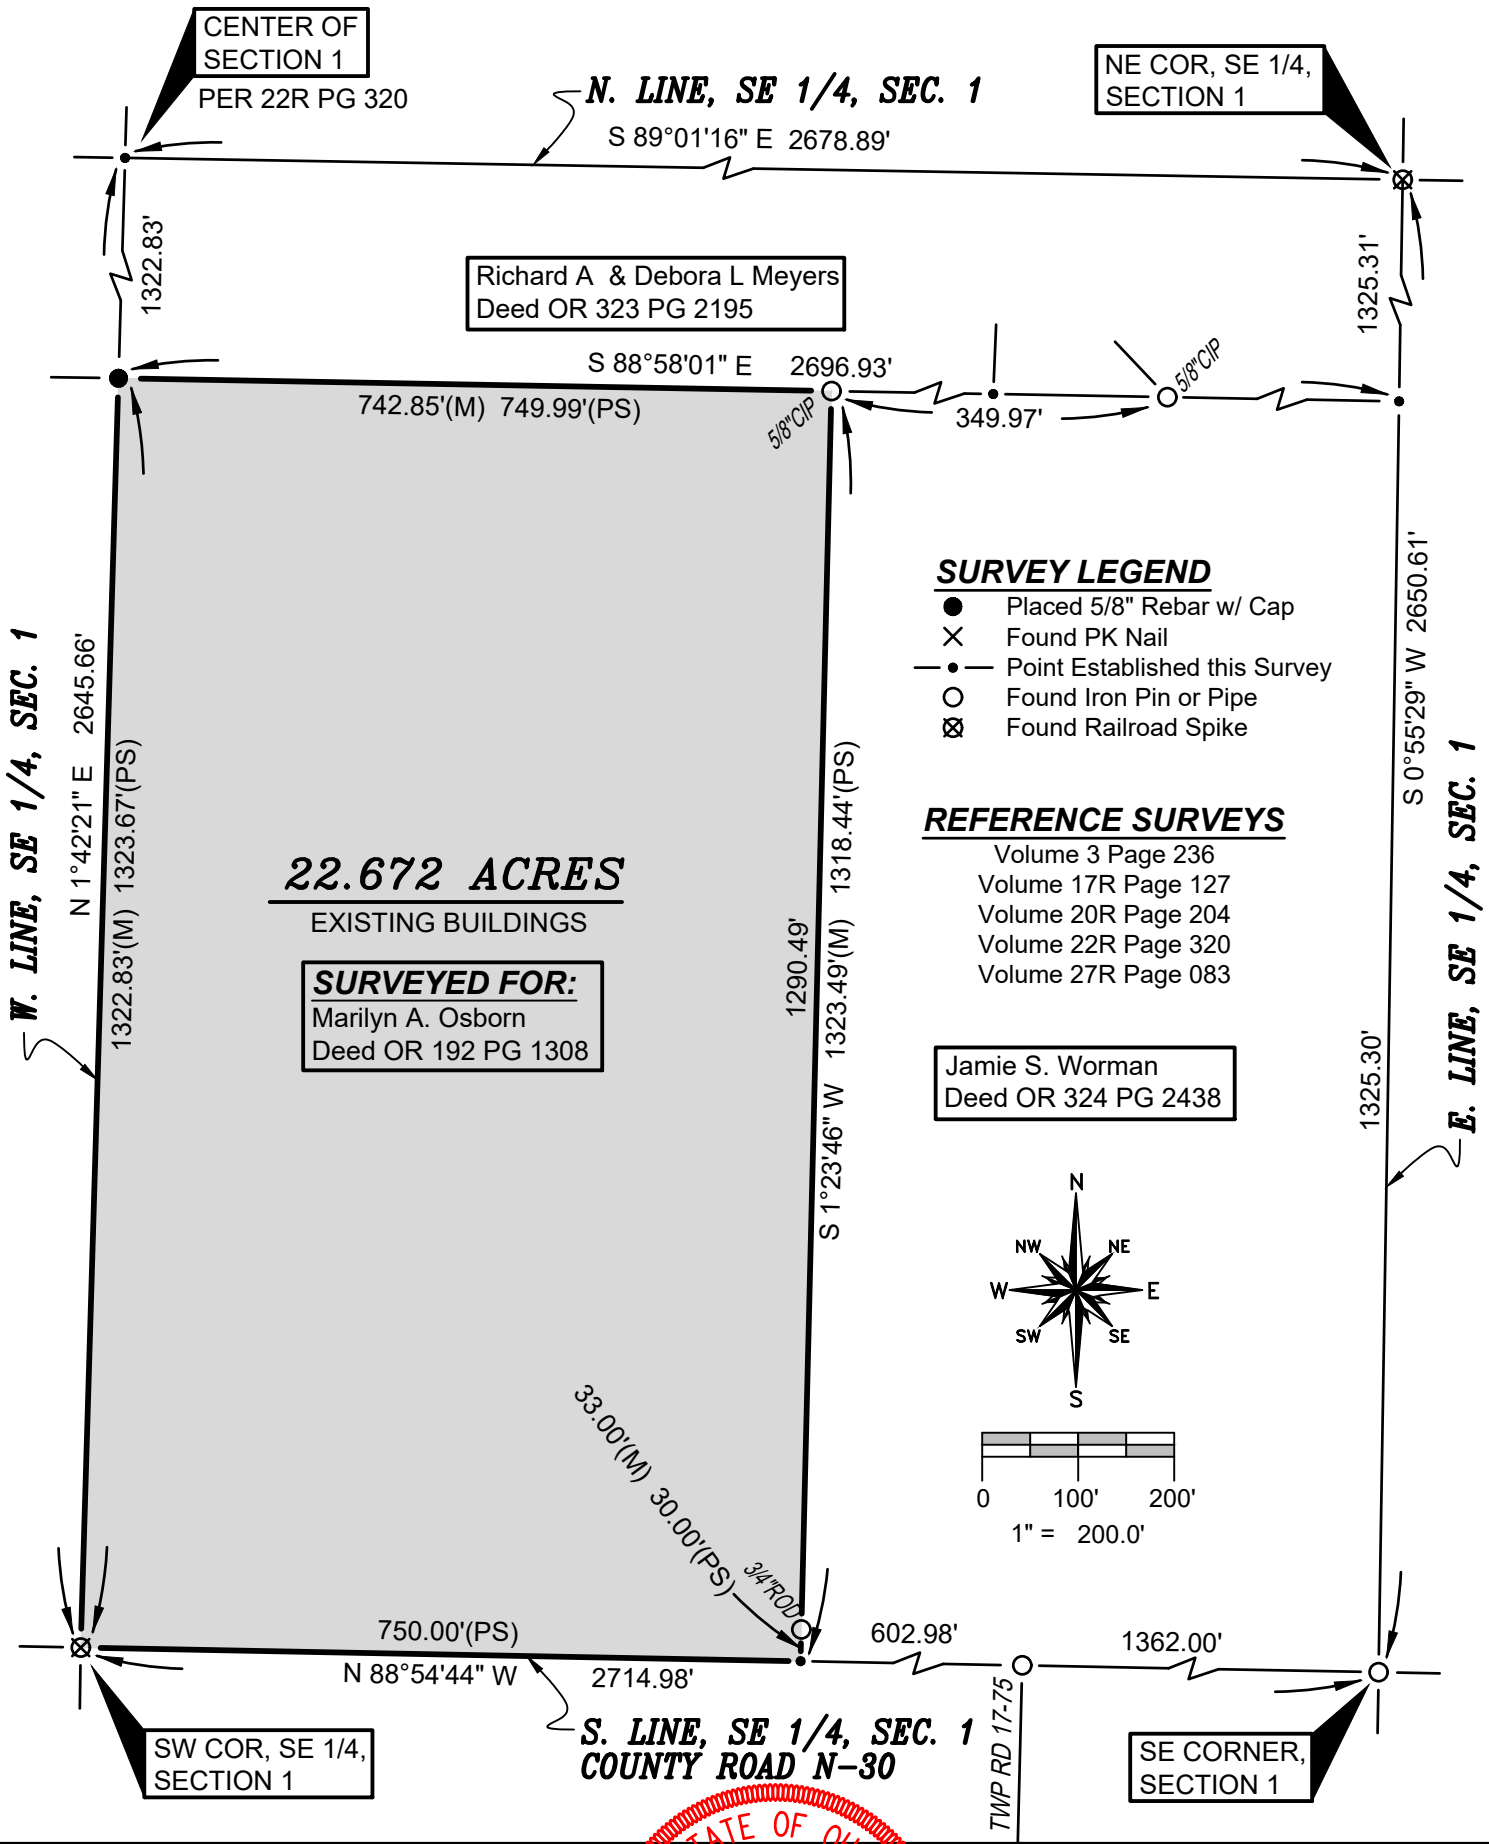 CENTER OF
SECTION 1
PER 22R PG 320
N. LINE, SE 1/4, SEC. 1
S 89°01'16" E 2678.89'
NE COR, SE 1/4,
SECTION 1
1322.83'
1325.31'
Richard A & Debora L Meyers
Deed OR 323 PG 2195
S 88°58'01" E 2696.93'
742.85'(M) 749.99'(PS)
5/8"CIP
349.97'
5/8"CIP
W. LINE, SE 1/4, SEC. 1
N 1°42'21" E 2645.66'
1322.83'(M) 1323.67'(PS)
22.672 ACRES
EXISTING BUILDINGS
SURVEYED FOR:
Marilyn A. Osborn
Deed OR 192 PG 1308
1290.49'
S 1°23'46" W 1323.49'(M) 1318.44'(PS)
SURVEY LEGEND
Placed 5/8" Rebar w/ Cap
Found PK Nail
Point Established this Survey
Found Iron Pin or Pipe
Found Railroad Spike
REFERENCE SURVEYS
Volume 3 Page 236
Volume 17R Page 127
Volume 20R Page 204
Volume 22R Page 320
Volume 27R Page 083
Jamie S. Worman
Deed OR 324 PG 2438
S 0°55'29" W 2650.61'
1325.30'
E. LINE, SE 1/4, SEC. 1
N
NW NE
W E
SW SE
S
0 100' 200'
1" = 200.0'
33.00'(M) 30.00'(PS)
3/4"ROD
750.00'(PS)
N 88°54'44" W 2714.98'
602.98'
1362.00'
TWP RD 17-75
S. LINE, SE 1/4, SEC. 1
COUNTY ROAD N-30
SW COR, SE 1/4,
SECTION 1
SE CORNER,
SECTION 1
OF